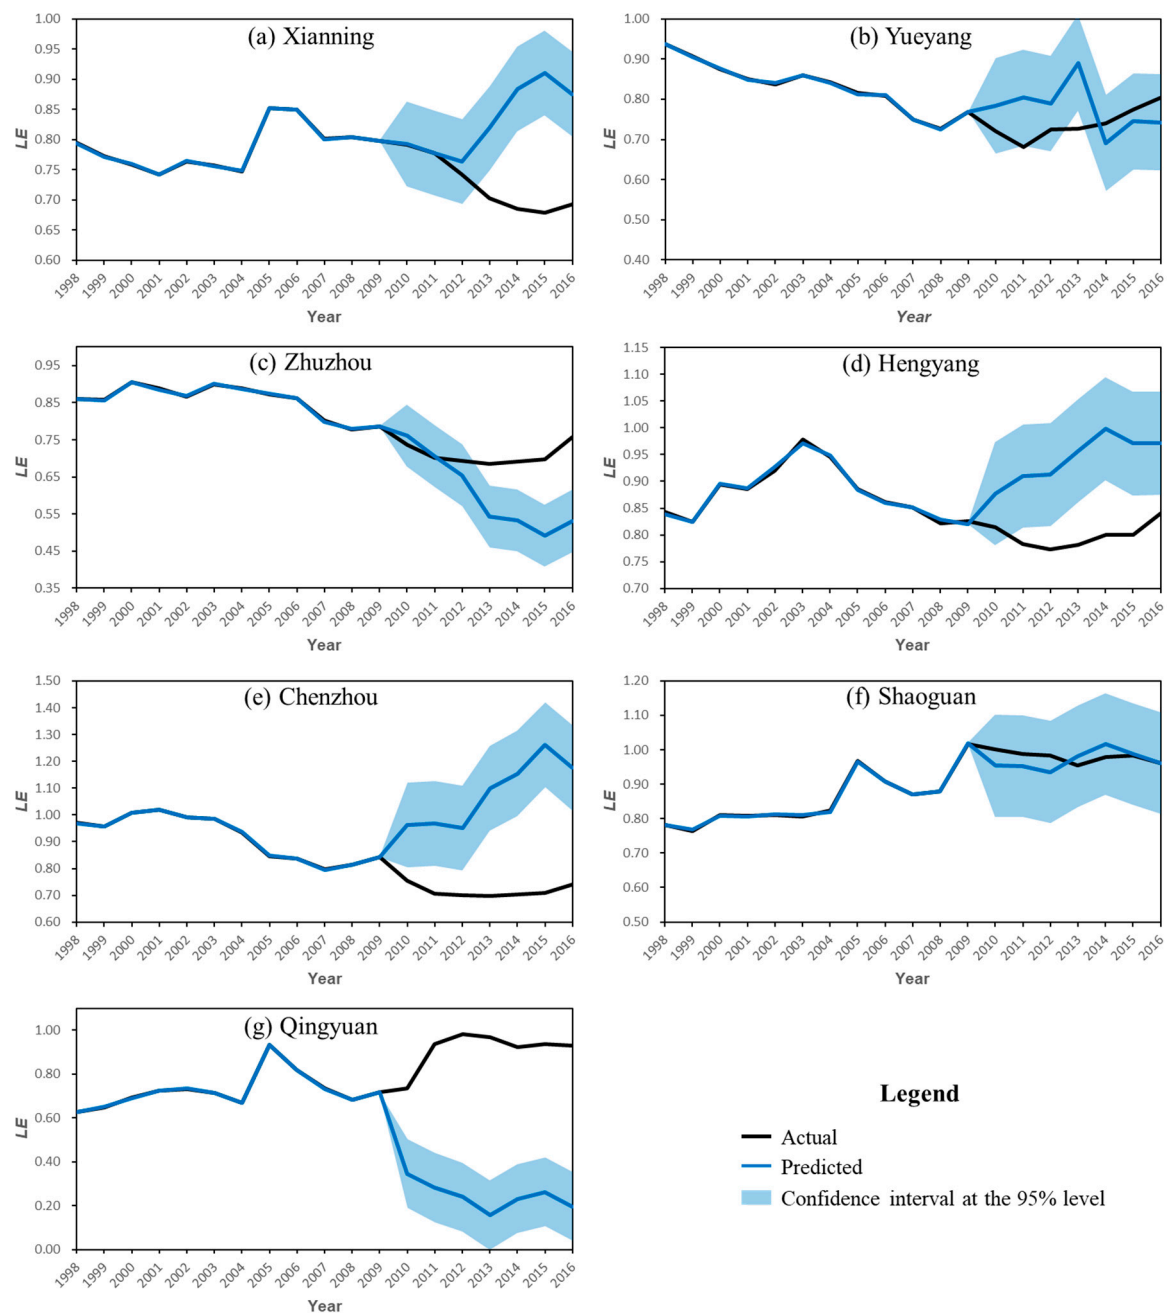 (a) Xianning
1.00
0.95
0.90
0.85
0.80
0.75
0.70
0.65
0.60
LE
1998 1999 2000 2001 2002 2003 2004 2005 2006 2007 2008 2009 2010 2011 2012 2013 2014 2015 2016
Year
(b) Yueyang
1.00
0.90
0.80
0.70
0.60
0.50
0.40
LE
1998 1999 2000 2001 2002 2003 2004 2005 2006 2007 2008 2009 2010 2011 2012 2013 2014 2015 2016
Year
(c) Zhuzhou
0.95
0.85
0.75
0.65
0.55
0.45
0.35
LE
1998 1999 2000 2001 2002 2003 2004 2005 2006 2007 2008 2009 2010 2011 2012 2013 2014 2015 2016
Year
(d) Hengyang
1.15
1.10
1.05
1.00
0.95
0.90
0.85
0.80
0.75
0.70
LE
1998 1999 2000 2001 2002 2003 2004 2005 2006 2007 2008 2009 2010 2011 2012 2013 2014 2015 2016
Year
(e) Chenzhou
1.50
1.40
1.30
1.20
1.10
1.00
0.90
0.80
0.70
0.60
LE
1998 1999 2000 2001 2002 2003 2004 2005 2006 2007 2008 2009 2010 2011 2012 2013 2014 2015 2016
Year
(f) Shaoguan
1.20
1.10
1.00
0.90
0.80
0.70
0.60
0.50
LE
1998 1999 2000 2001 2002 2003 2004 2005 2006 2007 2008 2009 2010 2011 2012 2013 2014 2015 2016
Year
(g) Qingyuan
1.00
0.80
0.60
0.40
0.20
0.00
LE
1998 1999 2000 2001 2002 2003 2004 2005 2006 2007 2008 2009 2010 2011 2012 2013 2014 2015 2016
Year
Legend
Actual
Predicted
Confidence interval at the 95% level